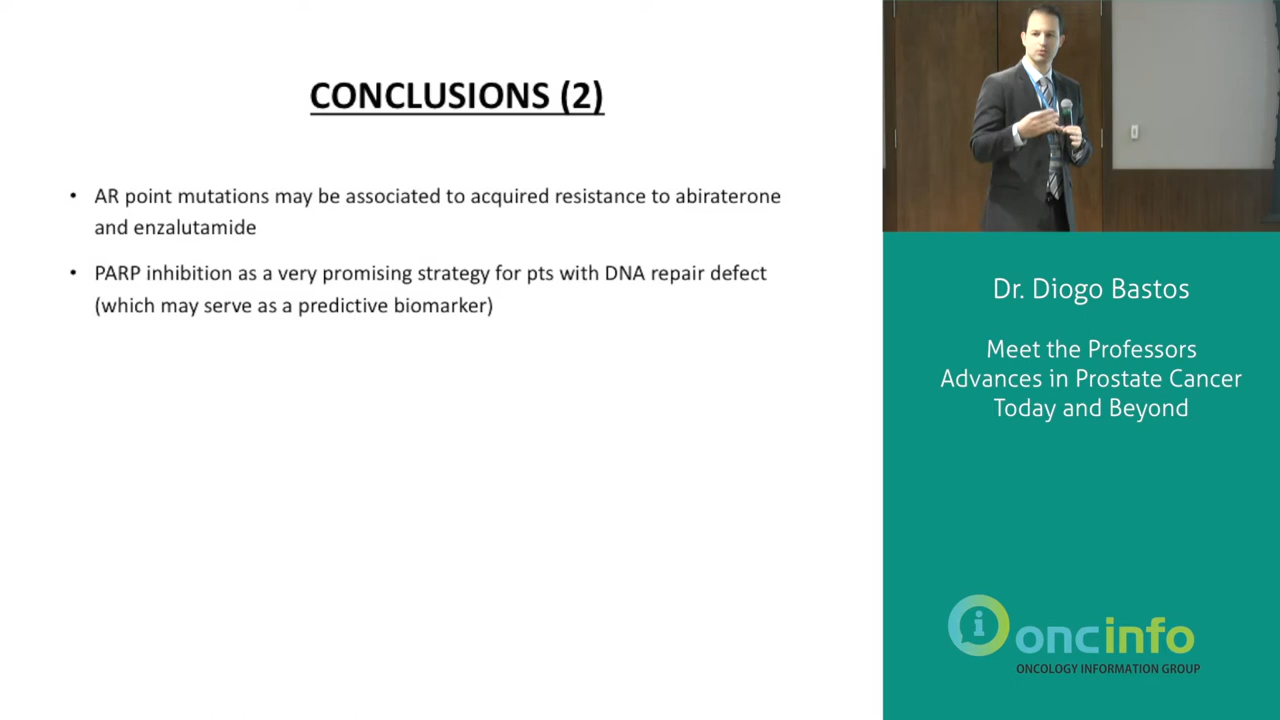 CONCLUSIONS (2)
• AR point mutations may be associated to acquired resistance to abiraterone
and enzalutamide
• PARP inhibition as a very promising strategy for pts with DNA repair defect
(which may serve as a predictive biomarker)
Dr. Diogo Bastos
Meet the Professors
Advances in Prostate Cancer
Today and Beyond
i oncinfo
ONCOLOGY INFORMATION GROUP